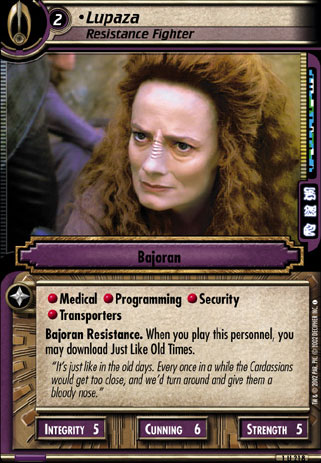 2
•Lupaza
Resistance Fighter
Bajoran
Medical Programming Security
Transporters
Bajoran Resistance. When you play this personnel, you
may download Just Like Old Times.
"It's just like in the old days. Every once in a while the Cardassians
would get too close, and we'd turn around and give them a
bloody nose."
INTEGRITY 5 CUNNING 6 STRENGTH 5